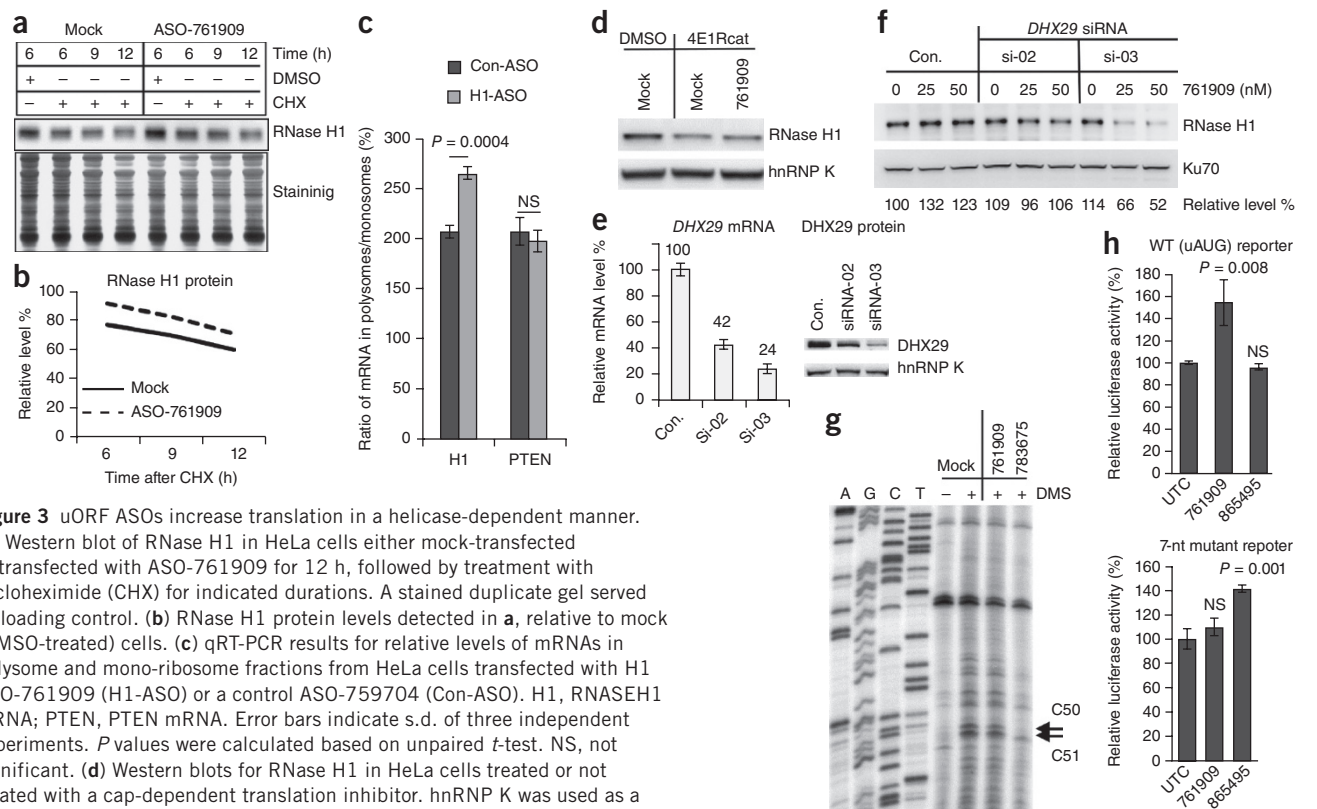 a
Mock ASO-761909
6 6 9 12 6 6 9 12 Time (h)
+ – – – + – – – DMSO
– + + + – + + + CHX
RNase H1
Staininig
b
RNase H1 protein
Relative level %
100
80
60
40
20
0
Mock
ASO-761909
6 9 12
Time after CHX (h)
c
Con-ASO
H1-ASO
Ratio of mRNA in polysomes/monosomes (%)
300
250
200
150
100
50
0
P = 0.0004
NS
H1 PTEN
d
DMSO 4E1Rcat
Mock Mock 761909
RNase H1
hnRNP K
e
DHX29 mRNA
Relative mRNA level %
100
80
60
40
20
0
100
42
24
Con. Si-02 Si-03
DHX29 protein
Con. siRNA-02 siRNA-03
DHX29
hnRNP K
f
DHX29 siRNA
Con. si-02 si-03
0 25 50 0 25 50 0 25 50 761909 (nM)
RNase H1
Ku70
100 132 123 109 96 106 114 66 52 Relative level %
g
Mock 761909 783675
A G C T – + + + DMS
C50
C51
h
WT (uAUG) reporter
P = 0.008
Relative luciferase activity (%)
180
160
140
120
100
80
60
40
20
0
NS
UTC 761909 865495
7-nt mutant repoter
P = 0.001
Relative luciferase activity (%)
160
140
120
100
80
60
40
20
0
NS
UTC 761909 865495
gure 3 uORF ASOs increase translation in a helicase-dependent manner.
Western blot of RNase H1 in HeLa cells either mock-transfected
transfected with ASO-761909 for 12 h, followed by treatment with
cloheximide (CHX) for indicated durations. A stained duplicate gel served
loading control. (b) RNase H1 protein levels detected in a, relative to mock
MSO-treated) cells. (c) qRT-PCR results for relative levels of mRNAs in
lysome and mono-ribosome fractions from HeLa cells transfected with H1
O-761909 (H1-ASO) or a control ASO-759704 (Con-ASO). H1, RNASEH1
RNA; PTEN, PTEN mRNA. Error bars indicate s.d. of three independent
periments. P values were calculated based on unpaired t-test. NS, not
nificant. (d) Western blots for RNase H1 in HeLa cells treated or not
ated with a cap-dependent translation inhibitor. hnRNP K was used as a